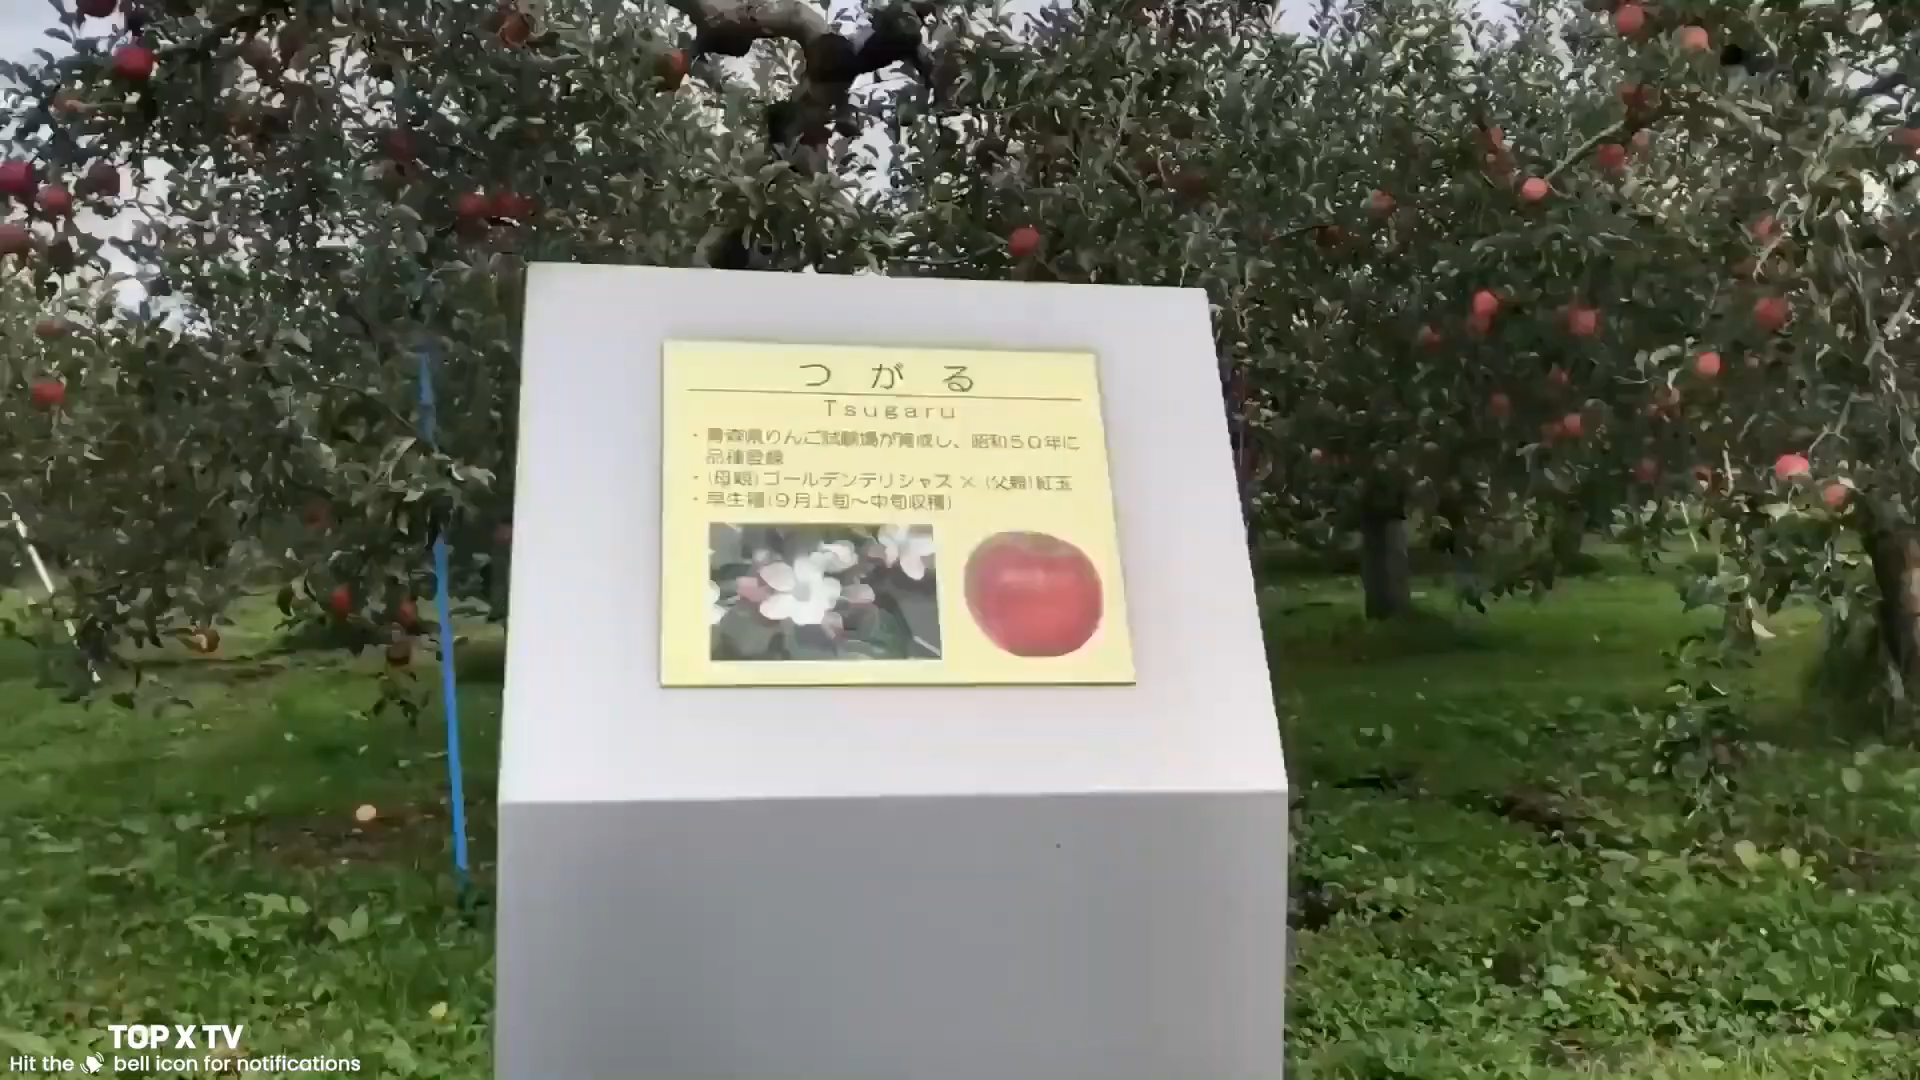 つがる
Tsugaru
・青森県りんご試験場が育成し、昭和50年に
品種登録
・(母親)ゴールデンデリシャス×(父親)紅玉
・早生種(9月上旬～中旬収穫)
TOP X TV
Hit the bell icon for notifications